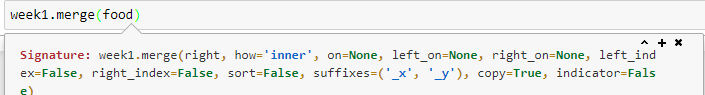 week1.merge(food)
Signature: week1.merge(right, how='inner', on=None, left_on=None, right_on=None, left_ind
ex=False, right_index=False, sort=False, suffixes=('_x', '_y'), copy=True, indicator=Fals
e)